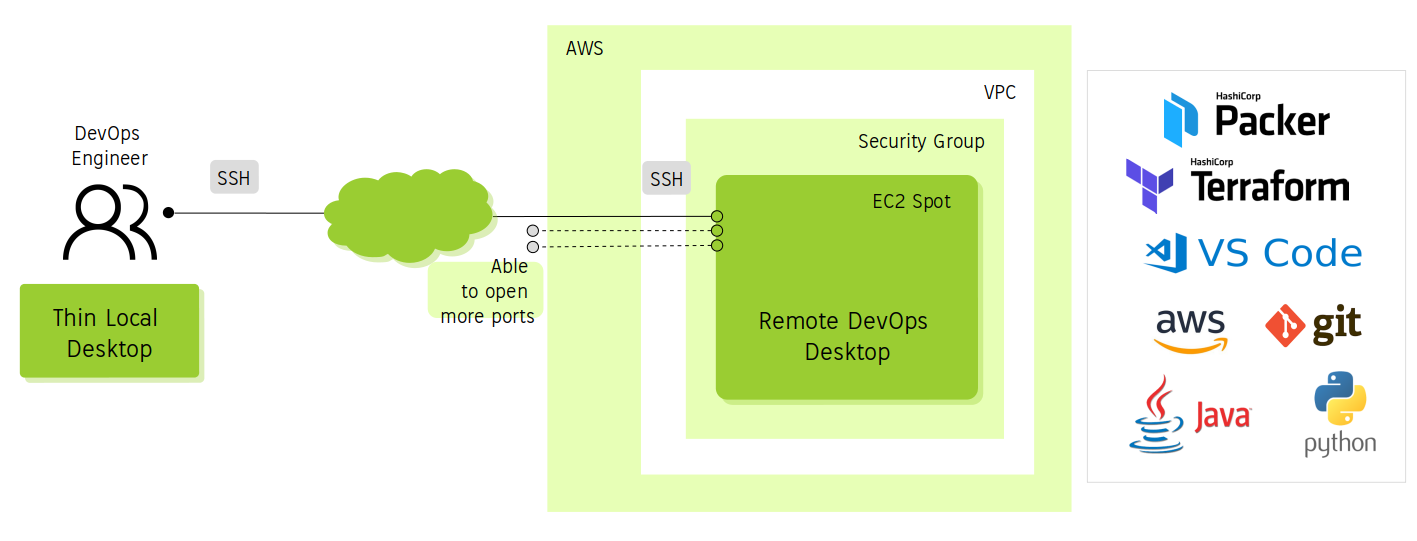 DevOps
Engineer
SSH
Thin Local
Desktop
Able
to open
more ports
AWS
VPC
Security Group
SSH
EC2 Spot
Remote DevOps
Desktop
HashiCorp
Packer
HashiCorp
Terraform
VS Code
aws
git
Java
python